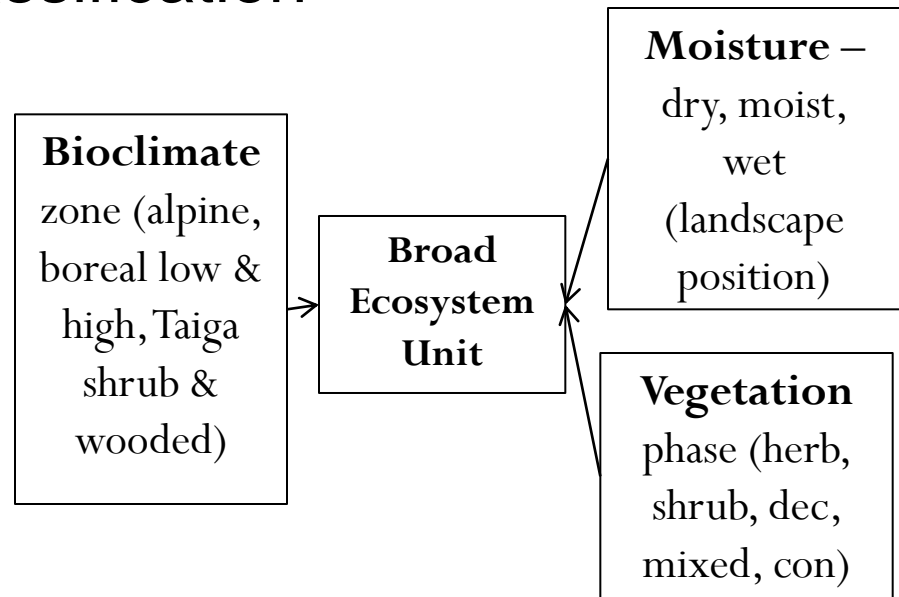 Bioclimate
zone (alpine,
boreal low &
high, Taiga
shrub &
wooded)
Broad
Ecosystem
Unit
Moisture –
dry, moist,
wet
(landscape
position)
Vegetation
phase (herb,
shrub, dec,
mixed, con)